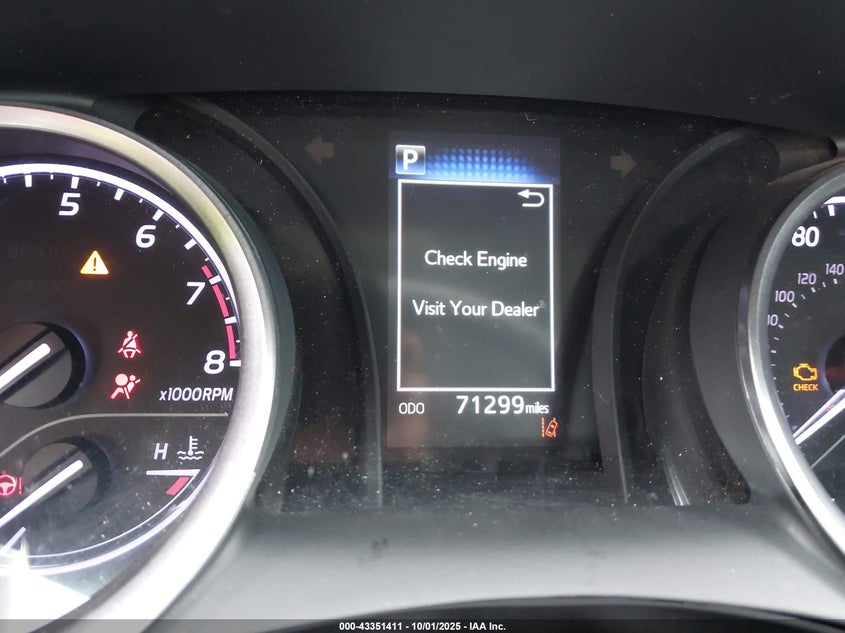 P
Check Engine
Visit Your Dealer
ODO 71299 miles
5
6
7
8
x1000RPM
H
80
100
120
140
CHECK
000-43351411 - 10/01/2025 - IAA Inc.